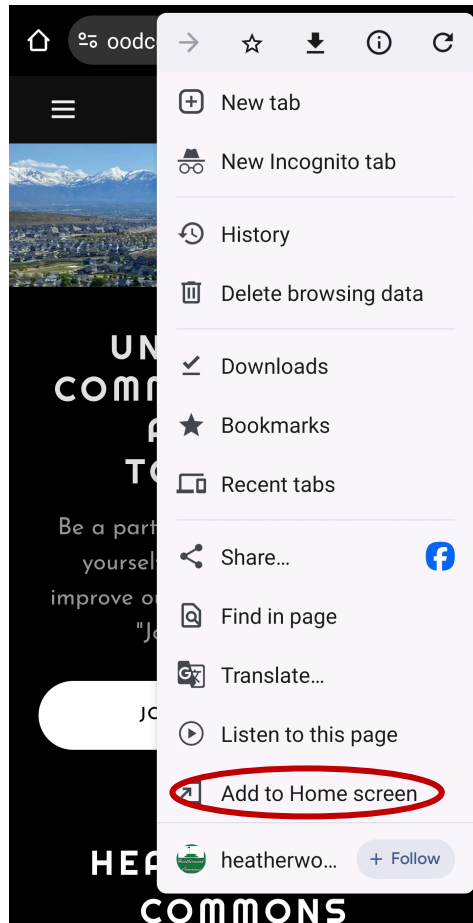 oodc
New tab
New Incognito tab
History
Delete browsing data
Downloads
Bookmarks
Recent tabs
Share...
Find in page
Translate...
Listen to this page
Add to Home screen
heatherwo...
+ Follow
UN
COMM
A
TO
Be a part
yoursel
improve ou
"Jo
JO
HEA
COMMONS